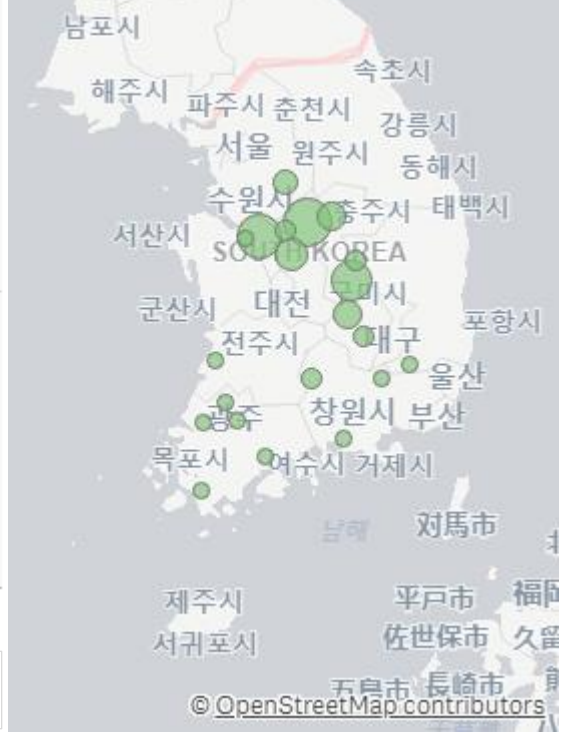 남포시
해주시
속초시
파주시 춘천시
강릉시
서울 원주시
동해시
수원시
충주시 태백시
서산시
SOUTH KOREA
구미시
군산시 대전
포항시
전주시 대구
울산
창원시 부산
광주
목포시 여수시 거제시
남해
対馬市
제주시
平戸市 福岡
서귀포시
佐世保市 久留
五島市 長崎市
© OpenStreetMap contributors